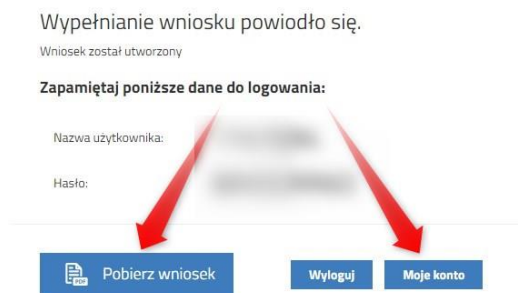 Wypełnianie wniosku powiodło się.
Wniosek został utworzony
Zapamiętaj poniższe dane do logowania:
Nazwa użytkownika:
Hasło:
PDF Pobierz wniosek Wyloguj Moje konto